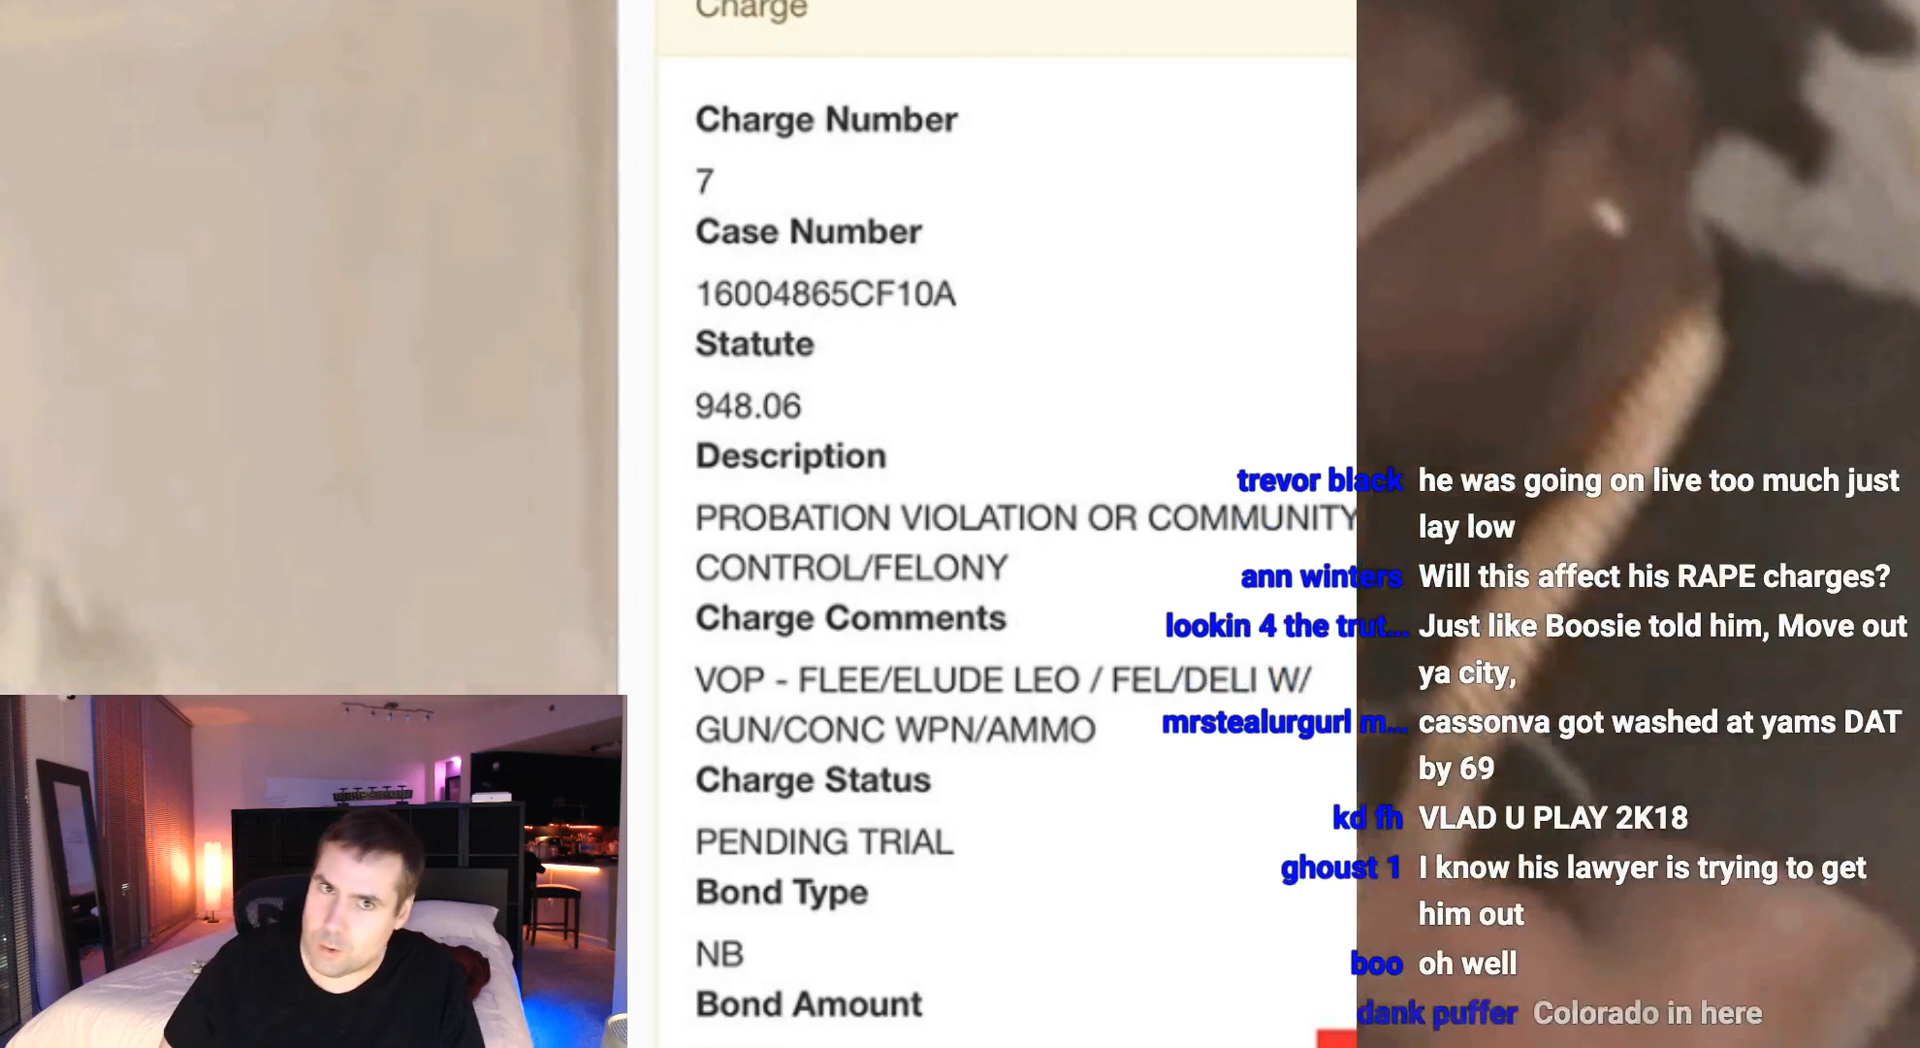 Charge
Charge Number
7
Case Number
16004865CF10A
Statute
948.06
Description
PROBATION VIOLATION OR COMMUNITY
CONTROL/FELONY
Charge Comments
VOP - FLEE/ELUDE LEO / FEL/DELI W/
GUN/CONC WPN/AMMO
Charge Status
PENDING TRIAL
Bond Type
NB
Bond Amount
trevor black he was going on live too much just
lay low
ann winters Will this affect his RAPE charges?
lookin 4 the trut... Just like Boosie told him, Move out
ya city,
mrstealurgurl m... cassonva got washed at yams DAT
by 69
kd fh VLAD U PLAY 2K18
ghoust 1 I know his lawyer is trying to get
him out
boo oh well
dank puffer Colorado in here